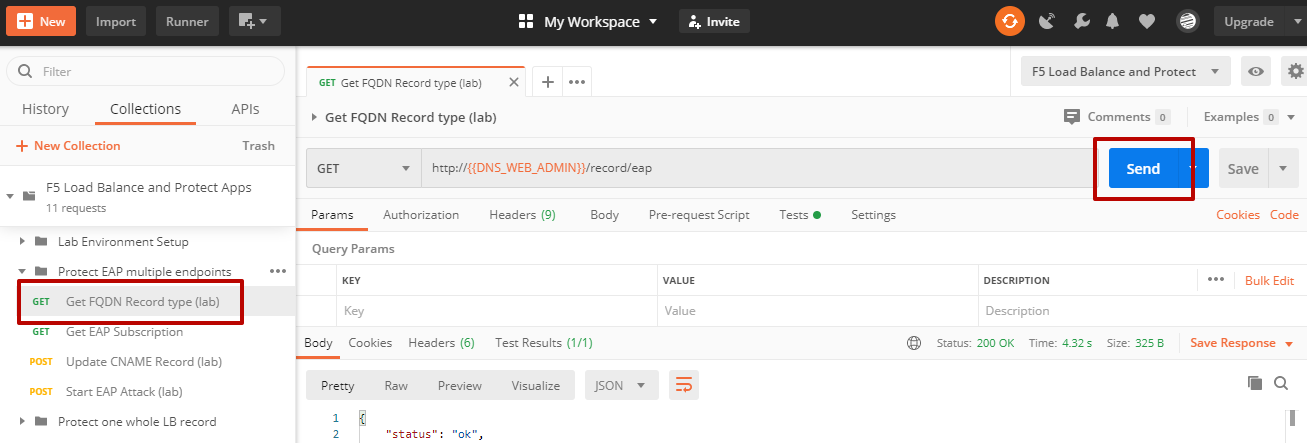 New Import Runner My Workspace Invite Upgrade
Filter
GET Get FQDN Record type (lab)
F5 Load Balance and Protect
History Collections APIs
Get FQDN Record type (lab)
Comments 0 Examples 0
+ New Collection Trash
GET http://{{DNS_WEB_ADMIN}}/record/eap Send Save
F5 Load Balance and Protect Apps
11 requests
Params Authorization Headers (9) Body Pre-request Script Tests Settings Cookies Code
Lab Environment Setup
Query Params
Protect EAP multiple endpoints
KEY VALUE DESCRIPTION Bulk Edit
GET Get FQDN Record type (lab)
Key Value Description
GET Get EAP Subscription
Body Cookies Headers (6) Test Results (1/1) Status: 200 OK Time: 4.32 s Size: 325 B Save Response
POST Update CNAME Record (lab)
Pretty Raw Preview Visualize JSON
POST Start EAP Attack (lab)
Protect one whole LB record
1 {
2 "status": "ok",